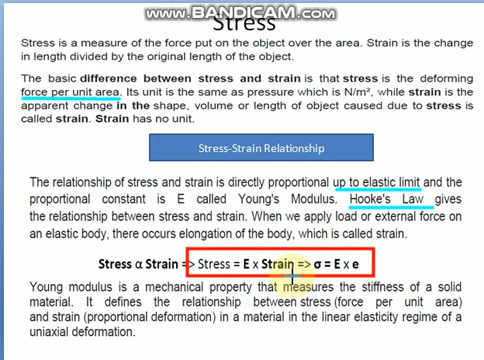 www.BANDICAM.com
Stress
Stress is a measure of the force put on the object over the area. Strain is the change
in length divided by the original length of the object.
The basic difference between stress and strain is that stress is the deforming
force per unit area. Its unit is the same as pressure which is N/m², while strain is the
apparent change in the shape, volume or length of object caused due to stress is
called strain. Strain has no unit.
Stress-Strain Relationship
The relationship of stress and strain is directly proportional up to elastic limit and the
proportional constant is E called Young's Modulus. Hooke's Law gives
the relationship between stress and strain. When we apply load or external force on
an elastic body, there occurs elongation of the body, which is called strain.
Stress α Strain => Stress = E x Strain => σ = E x e
Young modulus is a mechanical property that measures the stiffness of a solid
material. It defines the relationship between stress (force per unit area)
and strain (proportional deformation) in a material in the linear elasticity regime of a
uniaxial deformation.